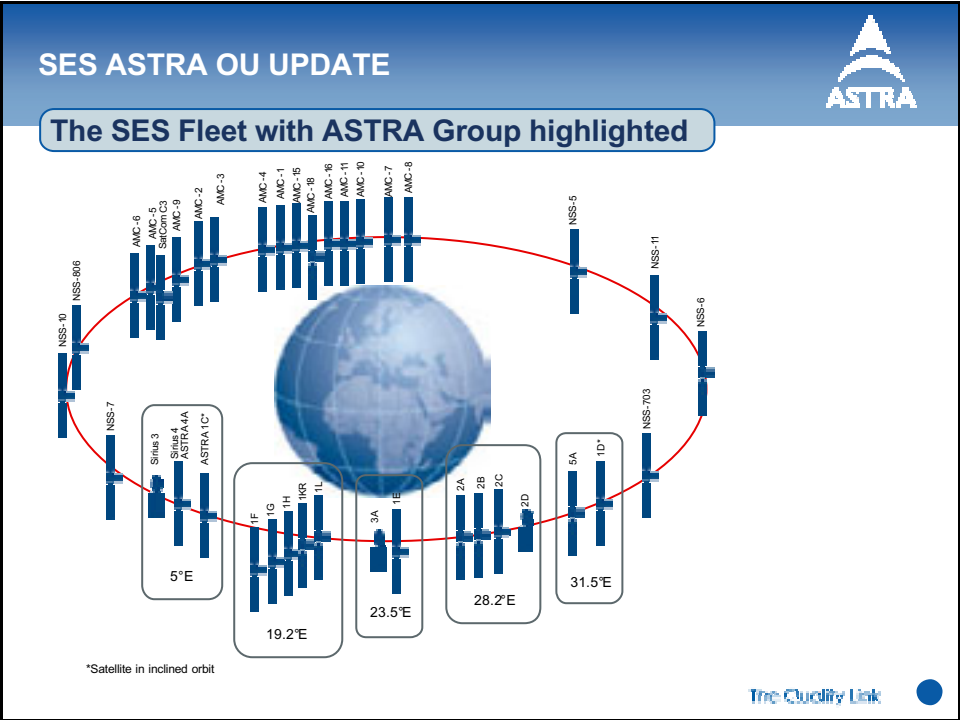 SES ASTRA OU UPDATE
ASTRA
The SES Fleet with ASTRA Group highlighted
NSS-10
NSS-806
AMC-6
AMC-5
SatCom C3
AMC-9
AMC-2
AMC-3
AMC-4
AMC-1
AMC-15
AMC-18
AMC-16
AMC-11
AMC-10
AMC-7
AMC-8
NSS-5
NSS-11
NSS-6
NSS-703
NSS-7
Sirius 3
Sirius 4
ASTRA 4A
ASTRA 1C*
5°E
1F
1G
1H
1KR
1L
19.2°E
3A
1E
23.5°E
2A
2B
2C
2D
28.2°E
5A
1D*
31.5°E
*Satellite in inclined orbit
The Quality Link